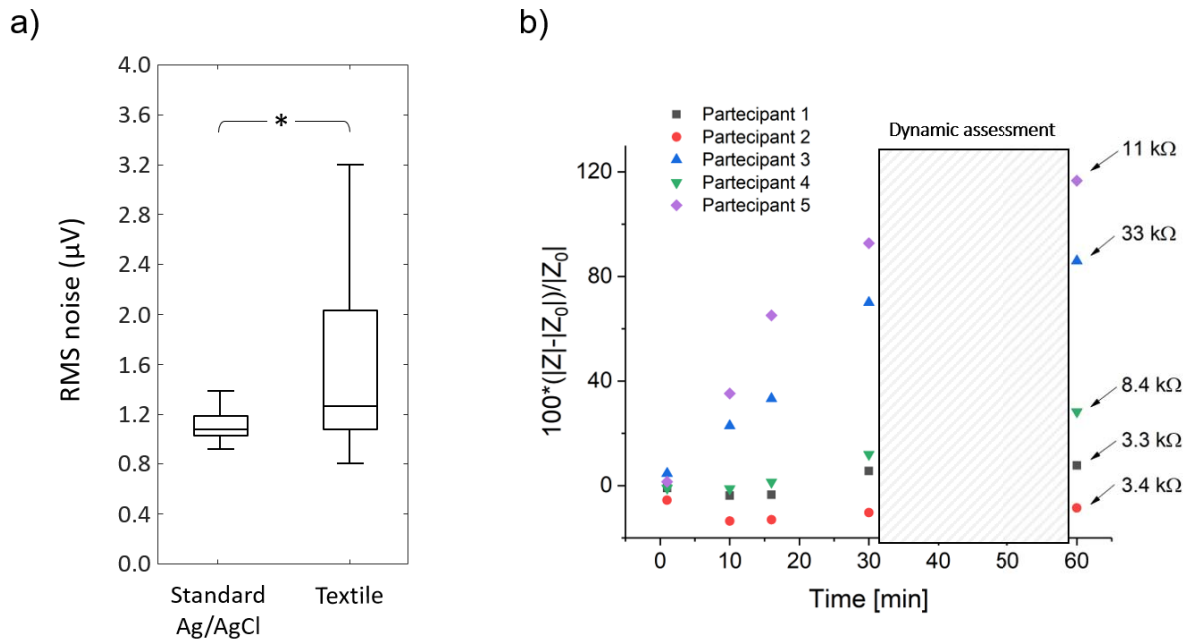 a)
RMS noise (µV)
4.0
3.6
3.2
2.8
2.4
2.0
1.6
1.2
0.8
0.4
0.0
*
Standard
Ag/AgCl
Textile
b)
100*(|Z|-|Z₀|)/|Z₀|
120
80
40
0
Partecipant 1
Partecipant 2
Partecipant 3
Partecipant 4
Partecipant 5
Dynamic assessment
11 kΩ
33 kΩ
8.4 kΩ
3.3 kΩ
3.4 kΩ
0 10 20 30 40 50 60
Time [min]